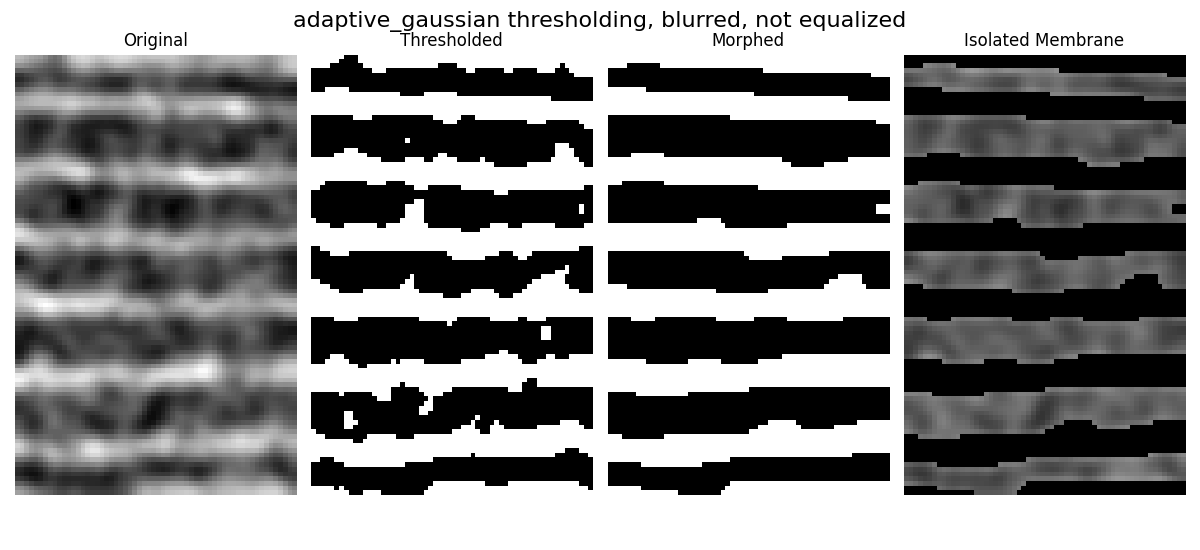 adaptive_gaussian thresholding, blurred, not equalized
Original
Thresholded
Morphed
Isolated Membrane